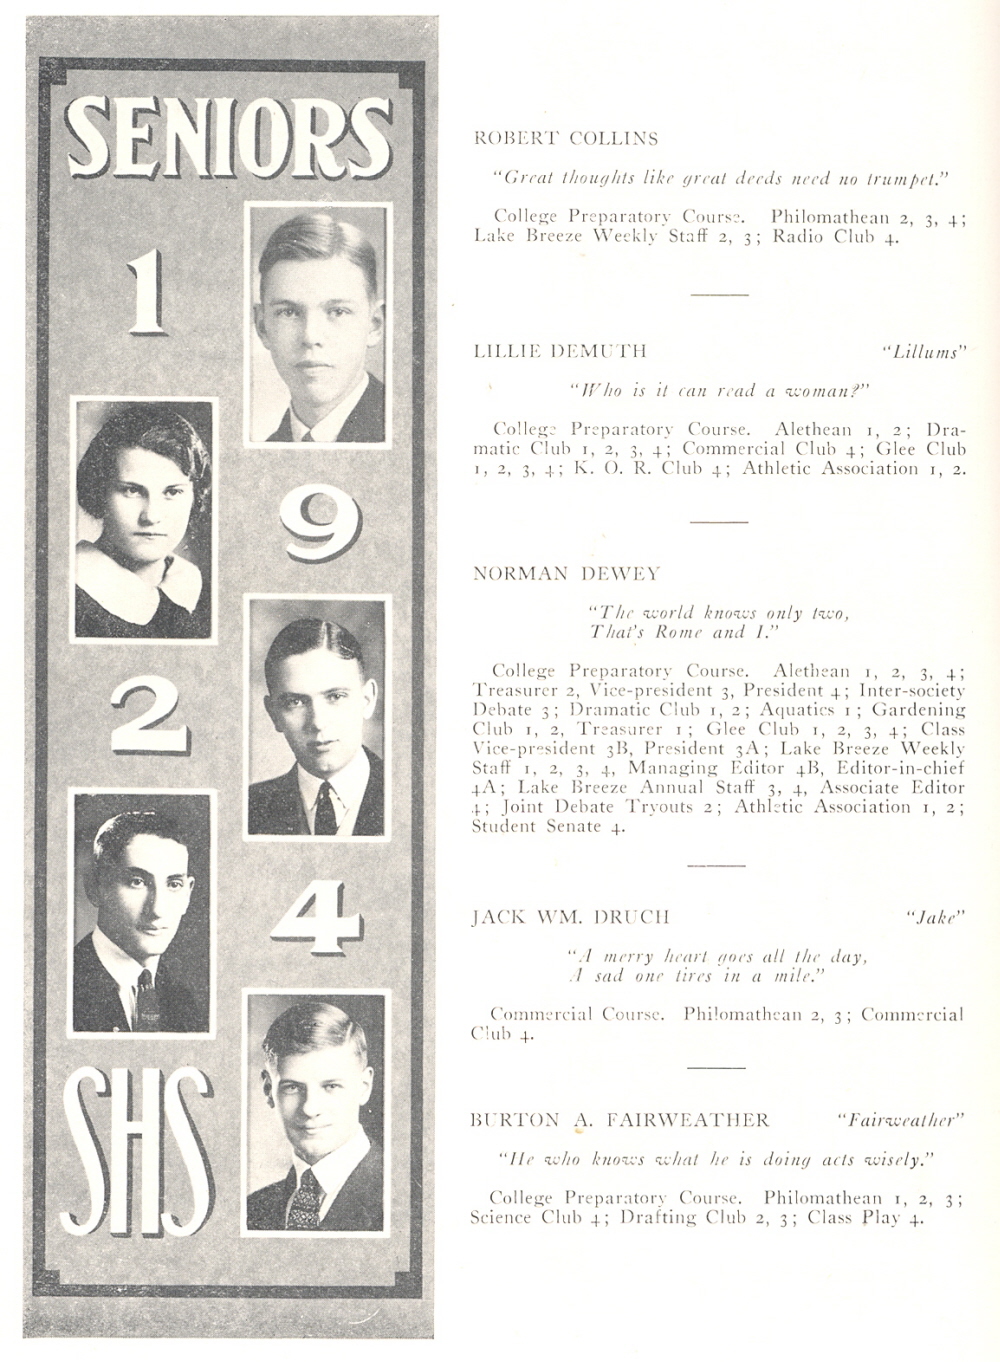 SENIORS
1
9
2
4
SHS
ROBERT COLLINS
"Great thoughts like great deeds need no trumpet."
College Preparatory Course. Philomathean 2, 3, 4;
Lake Breeze Weekly Staff 2, 3; Radio Club 4.
LILLIE DEMUTH "Lillums"
"Who is it can read a woman?"
College Preparatory Course. Alethean 1, 2; Dra-
matic Club 1, 2, 3, 4; Commercial Club 4; Glee Club
1, 2, 3, 4; K. O. R. Club 4; Athletic Association 1, 2.
NORMAN DEWEY
"The world knows only two,
That's Rome and I."
College Preparatory Course. Alethean 1, 2, 3, 4;
Treasurer 2, Vice-president 3, President 4; Inter-society
Debate 3; Dramatic Club 1, 2; Aquatics 1; Gardening
Club 1, 2, Treasurer 1; Glee Club 1, 2, 3, 4; Class
Vice-president 3B, President 3A; Lake Breeze Weekly
Staff 1, 2, 3, 4, Managing Editor 4B, Editor-in-chief
4A; Lake Breeze Annual Staff 3, 4, Associate Editor
4; Joint Debate Tryouts 2; Athletic Association 1, 2;
Student Senate 4.
JACK WM. DRUCH "Jake"
"A merry heart goes all the day,
A sad one tires in a mile."
Commercial Course. Philomathean 2, 3; Commercial
Club 4.
BURTON A. FAIRWEATHER "Fairweather"
"He who knows what he is doing acts wisely."
College Preparatory Course. Philomathean 1, 2, 3;
Science Club 4; Drafting Club 2, 3; Class Play 4.